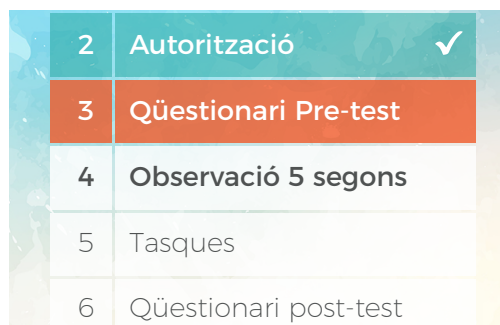 2 Autorització ✓
3 Qüestionari Pre-test
4 Observació 5 segons
5 Tasques
6 Qüestionari post-test